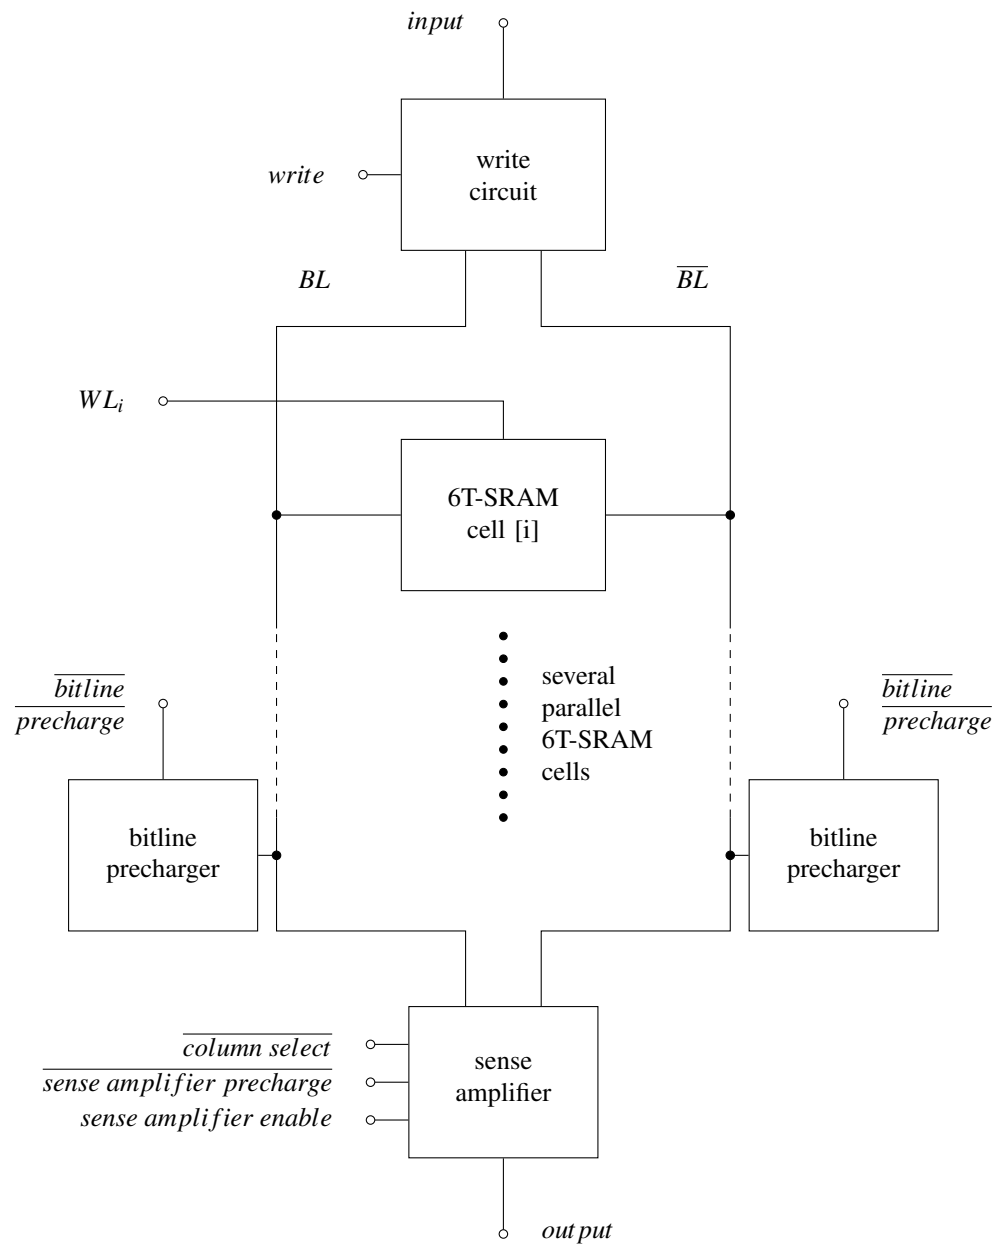 input
write
circuit
write
BL
B̅L̅
WLᵢ
6T-SRAM
cell [i]
several
parallel
6T-SRAM
cells
bitline
precharge
bitline
precharge
bitline
precharger
bitline
precharger
column select
sense amplifier precharge
sense amplifier enable
sense
amplifier
output